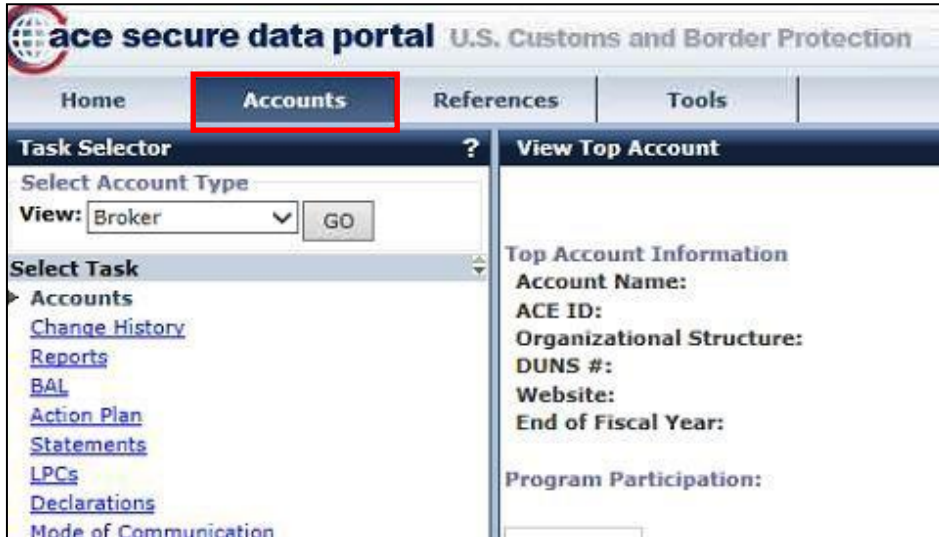 ace secure data portal U.S. Customs and Border Protection
Home Accounts References Tools
Task Selector ?
Select Account Type
View: Broker GO
Select Task
Accounts
Change History
Reports
BAL
Action Plan
Statements
LPCs
Declarations
Mode of Communication
View Top Account
Top Account Information
Account Name:
ACE ID:
Organizational Structure:
DUNS #:
Website:
End of Fiscal Year:
Program Participation: